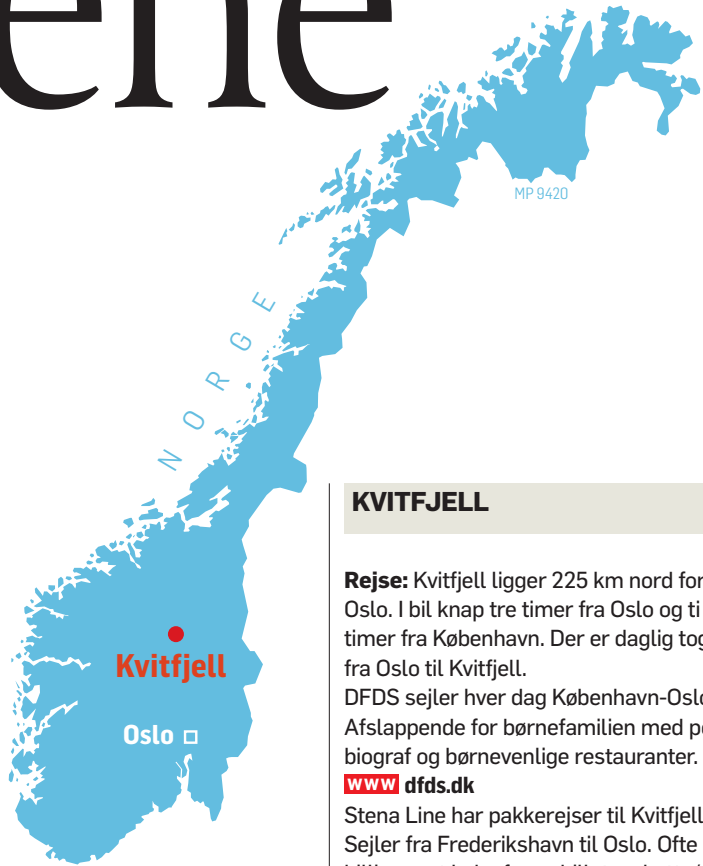 ene
MP 9420
NORGE
Kvitfjell
Oslo
KVITFJELL
Rejse: Kvitfjell ligger 225 km nord for
Oslo. I bil knap tre timer fra Oslo og ti
timer fra København. Der er daglig tog
fra Oslo til Kvitfjell.
DFDS sejler hver dag København-Oslo
Afslappende for børnefamilien med
biograf og børnevenlige restauranter.
www dfds.dk
Stena Line har pakkerejser til Kvitfjell
Sejler fra Frederikshavn til Oslo. Ofte